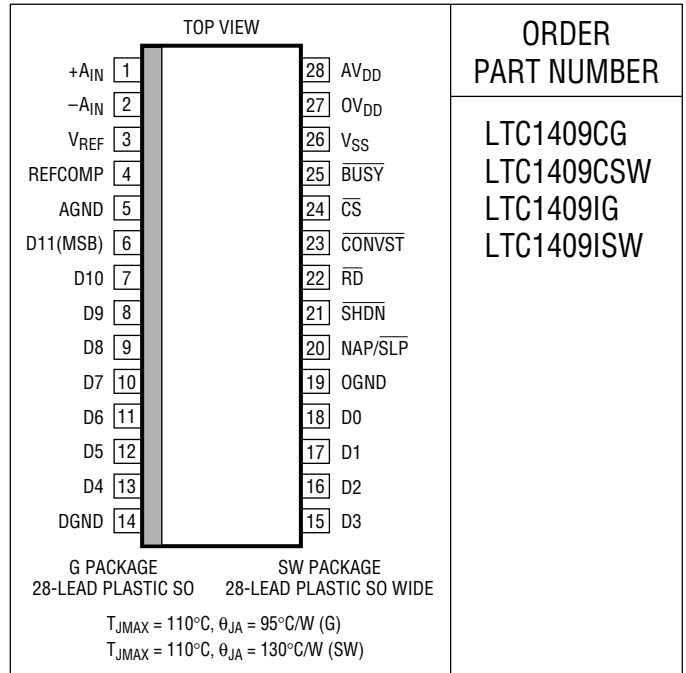 TOP VIEW
+AIN 1
–AIN 2
VREF 3
REFCOMP 4
AGND 5
D11(MSB) 6
D10 7
D9 8
D8 9
D7 10
D6 11
D5 12
D4 13
DGND 14
28 AVDD
27 OVDD
26 VSS
25 BUSY
24 CS
23 CONVST
22 RD
21 SHDN
20 NAP/SLP
19 OGND
18 D0
17 D1
16 D2
15 D3
G PACKAGE
28-LEAD PLASTIC SO
SW PACKAGE
28-LEAD PLASTIC SO WIDE
TJMAX = 110°C, θJA = 95°C/W (G)
TJMAX = 110°C, θJA = 130°C/W (SW)
ORDER
PART NUMBER
LTC1409CG
LTC1409CSW
LTC1409IG
LTC1409ISW